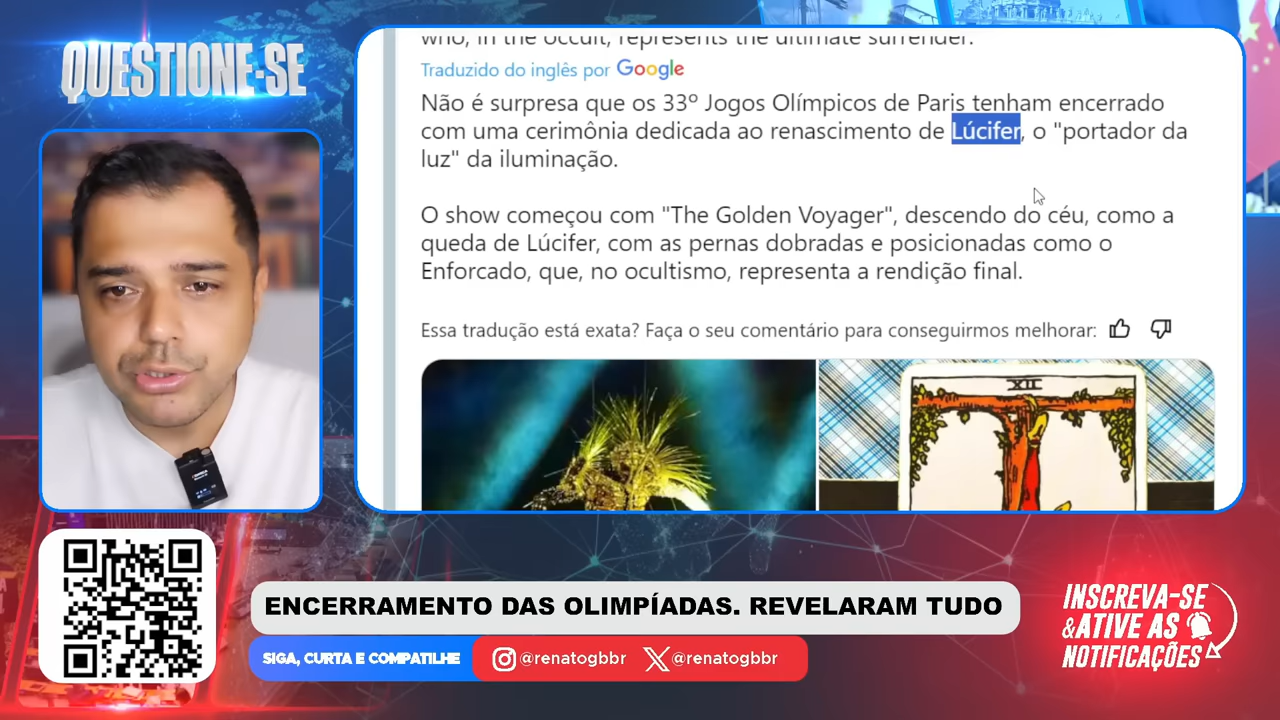 QUESTIONE-SE
who, in the occult, represents the ultimate surrender.
Traduzido do inglês por Google
Não é surpresa que os 33º Jogos Olímpicos de Paris tenham encerrado
com uma cerimônia dedicada ao renascimento de Lúcifer, o "portador da
luz" da iluminação.
O show começou com "The Golden Voyager", descendo do céu, como a
queda de Lúcifer, com as pernas dobradas e posicionadas como o
Enforcado, que, no ocultismo, representa a rendição final.
Essa tradução está exata? Faça o seu comentário para conseguirmos melhorar:
XII
ENCERRAMENTO DAS OLIMPÍADAS. REVELARAM TUDO
SIGA, CURTA E COMPATILHE
@renatogbbr
@renatogbbr
INSCREVA-SE
&ATIVE AS
NOTIFICAÇÕES